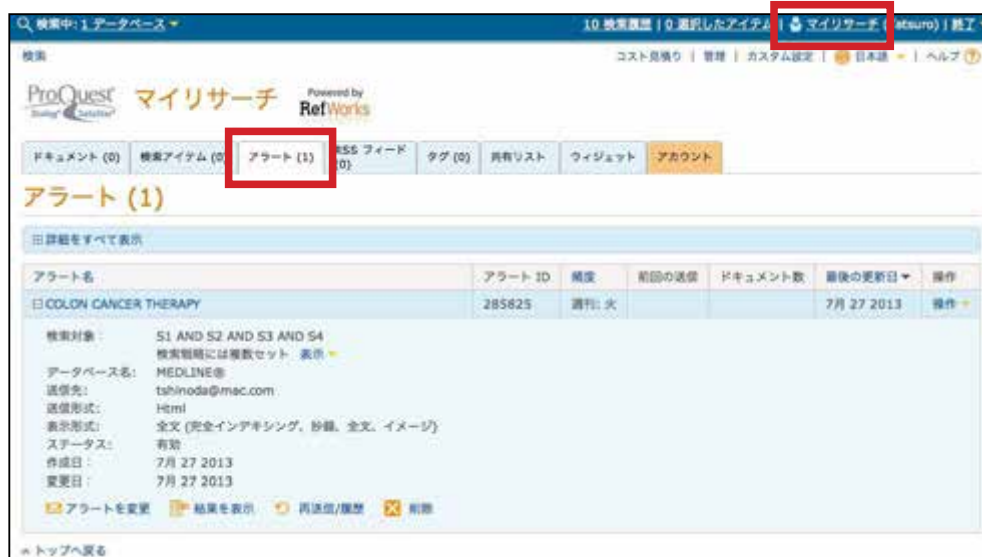 検索中: 1 データベース
10 検索履歴 | 0 選択したアイテム | マイリサーチ (Tatsuro) | 終了
検索
コスト見積り | 管理 | カスタム設定 | 日本語 | ヘルプ ?
ProQuest
マイリサーチ
Powered by
RefWorks
ドキュメント (0) 検索アイテム (0) アラート (1) RSS フィード (0) タグ (0) 共有リスト ウィジェット アカウント
アラート (1)
詳細をすべて表示
アラート名 アラート ID 頻度 前回の送信 ドキュメント数 最後の更新日 操作
COLON CANCER THERAPY 285825 週刊: 火 7月 27 2013 操作
検索対象 : S1 AND S2 AND S3 AND S4
検索戦略には複数セット 表示
データベース名: MEDLINE®
送信先: tshinoda@mac.com
送信形式: Html
表示形式: 全文 (完全インデキシング、抄録、全文、イメージ)
ステータス: 有効
作成日 : 7月 27 2013
変更日 : 7月 27 2013
アラートを変更 結果を表示 再送信/履歴 削除
トップへ戻る